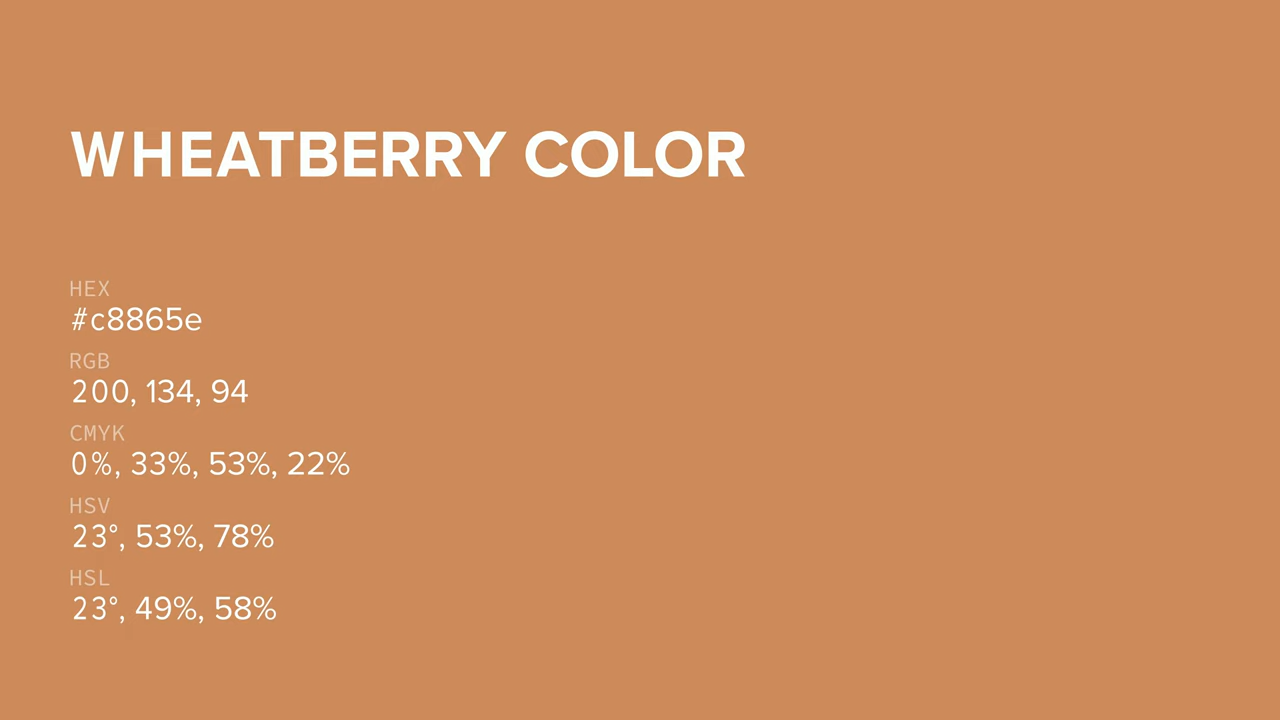 WHEATBERRY COLOR
HEX
#c8865e
RGB
200, 134, 94
CMYK
0%, 33%, 53%, 22%
HSV
23°, 53%, 78%
HSL
23°, 49%, 58%